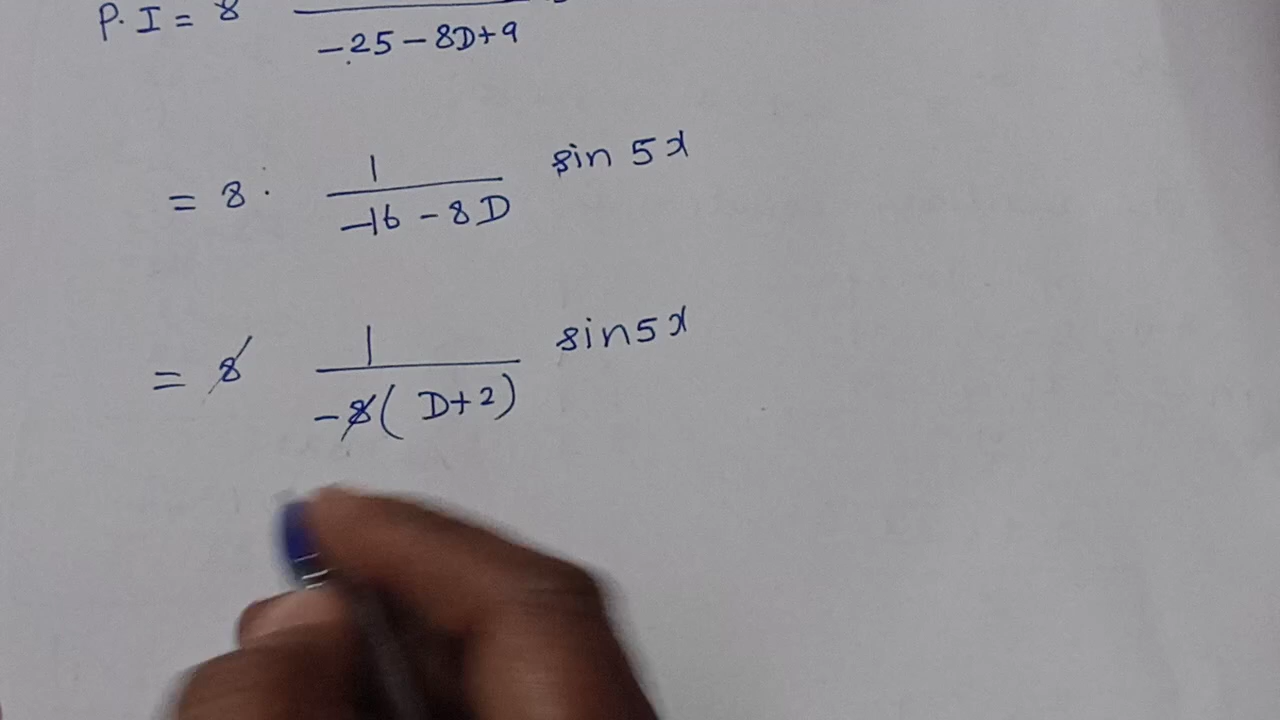 P.I = 8
-25 - 8D + 9
= 8 . 1 / -16 - 8D sin 5x
= 8 1 / -8(D+2) sin5x